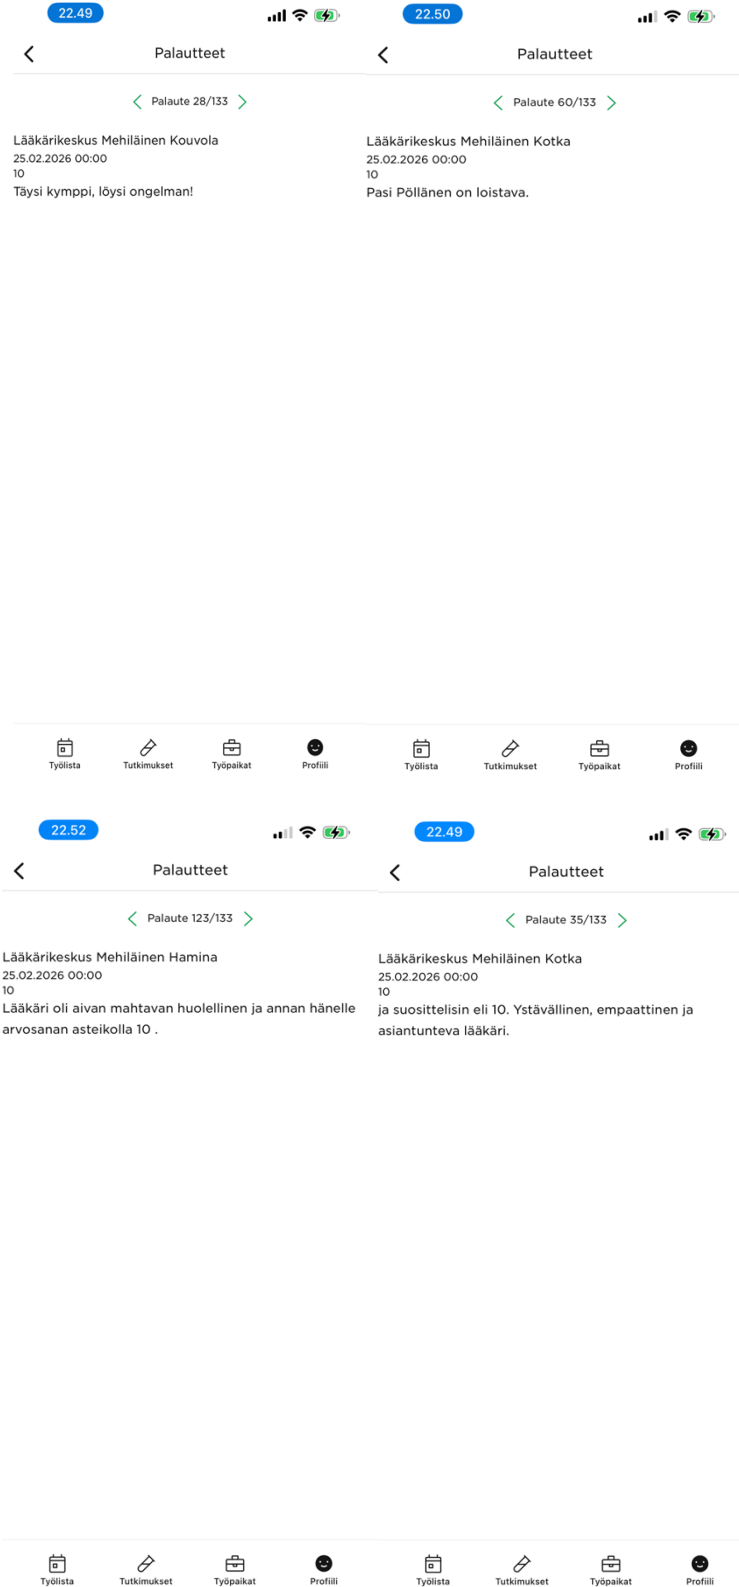 22.49
Palautteet
Palaute 28/133
Lääkärikeskus Mehiläinen Kouvola
25.02.2026 00:00
10
Täysi kymppi, löysi ongelman!
Työlista Tutkimukset Työpaikat Profiili
22.50
Palautteet
Palaute 60/133
Lääkärikeskus Mehiläinen Kotka
25.02.2026 00:00
10
Pasi Pöllänen on loistava.
Työlista Tutkimukset Työpaikat Profiili
22.52
Palautteet
Palaute 123/133
Lääkärikeskus Mehiläinen Hamina
25.02.2026 00:00
10
Lääkäri oli aivan mahtavan huolellinen ja annan hänelle
arvosanan asteikolla 10 .
Työlista Tutkimukset Työpaikat Profiili
22.49
Palautteet
Palaute 35/133
Lääkärikeskus Mehiläinen Kotka
25.02.2026 00:00
10
ja suosittelisin eli 10. Ystävällinen, empaattinen ja
asiantunteva lääkäri.
Työlista Tutkimukset Työpaikat Profiili